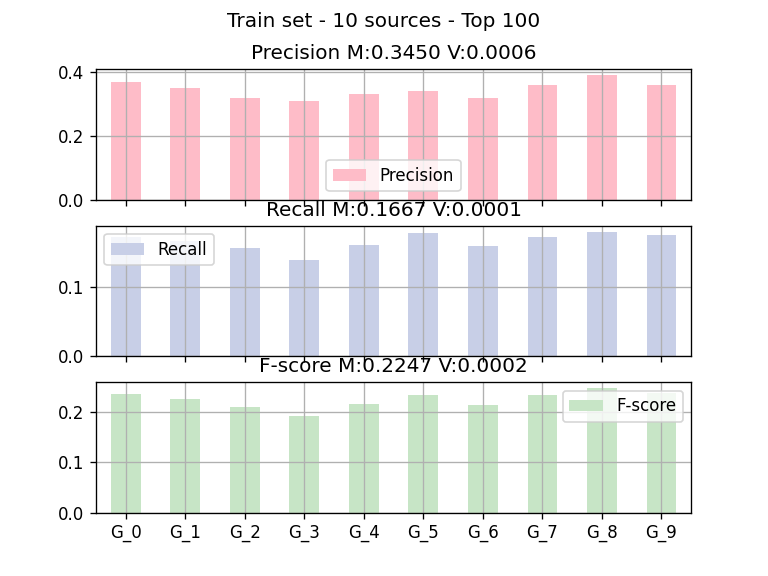 Train set - 10 sources - Top 100
Precision M:0.3450 V:0.0006
0.4
0.2
0.0
Precision
Recall M:0.1667 V:0.0001
0.1
0.0
Recall
F-score M:0.2247 V:0.0002
0.2
0.1
0.0
F-score
G_0 G_1 G_2 G_3 G_4 G_5 G_6 G_7 G_8 G_9